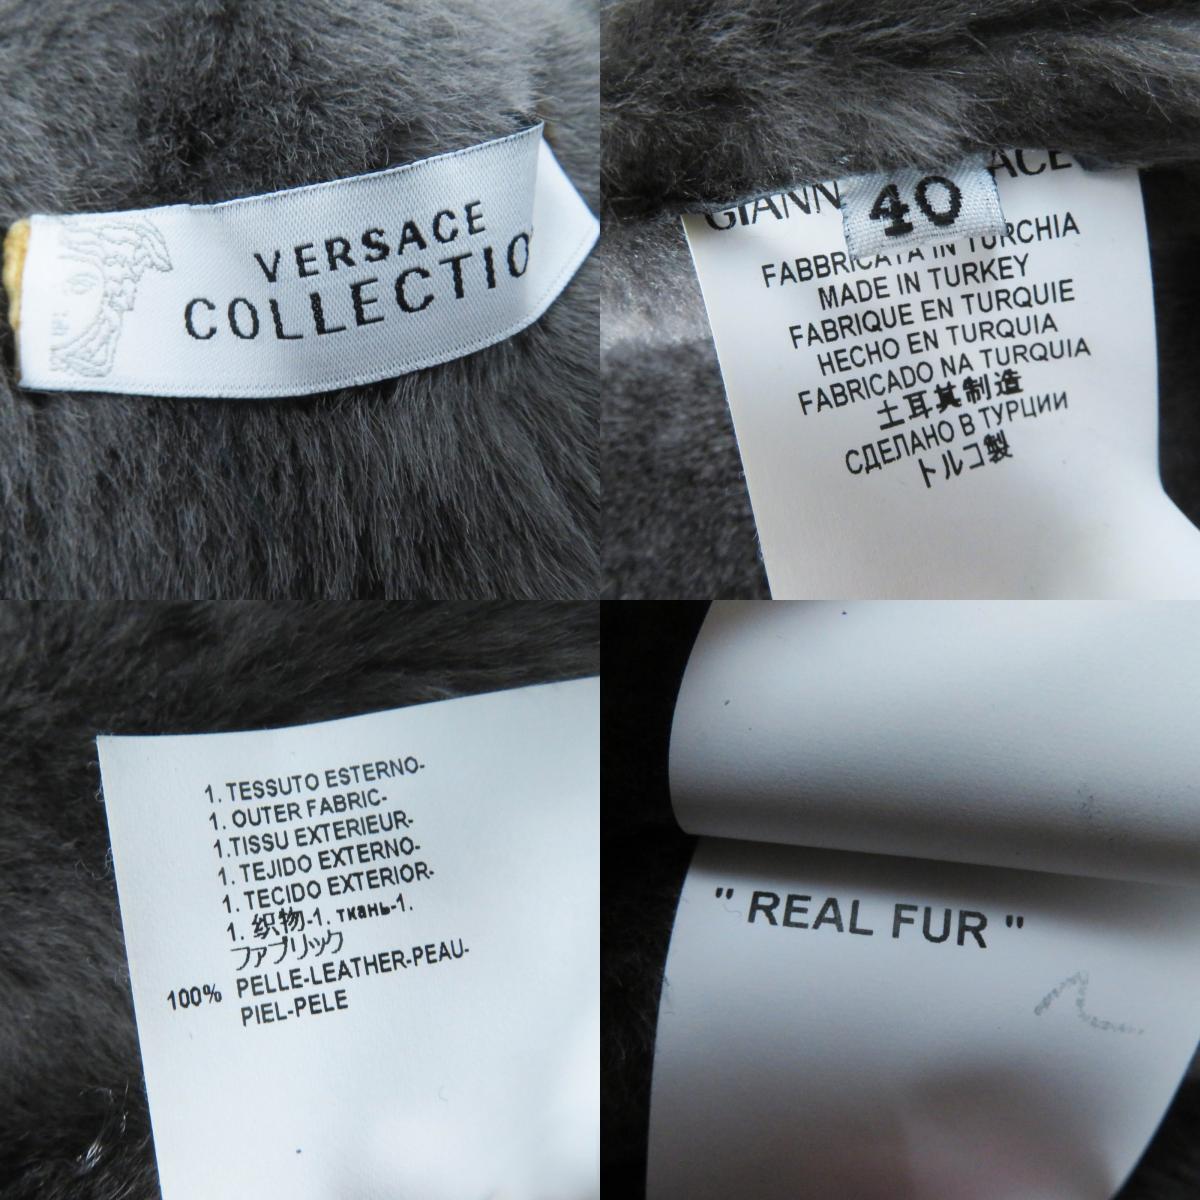 VERSACE
COLLECTIO
GIANN ACE
40
FABBRICATA IN TURCHIA
MADE IN TURKEY
FABRIQUE EN TURQUIE
HECHO EN TURQUIA
FABRICADO NA TURQUIA
土耳其制造
СДЕЛАНО В ТУРЦИИ
トルコ製
1. TESSUTO ESTERNO-
1. OUTER FABRIC-
1.TISSU EXTERIEUR-
1. TEJIDO EXTERNO-
1. TECIDO EXTERIOR-
1. 织物-1. ткань-1.
ファブリック
100% PELLE-LEATHER-PEAU-
PIEL-PELE
" REAL FUR "